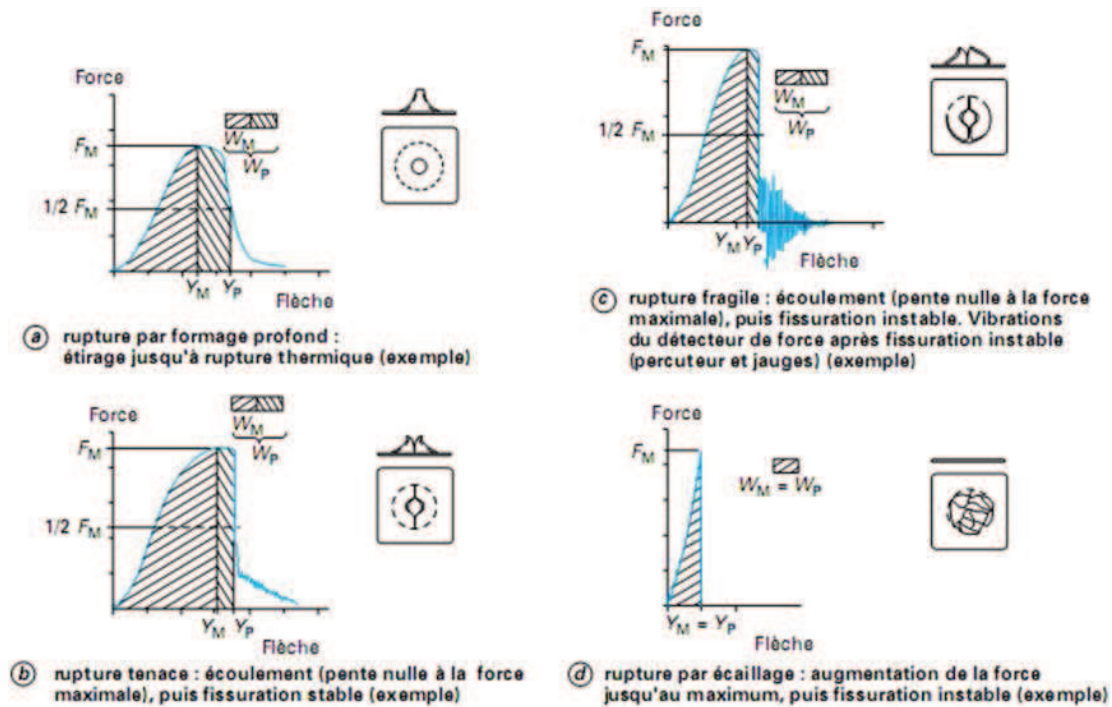 Force
F_M
1/2 F_M
W_M
W_P
Y_M Y_P
Flèche
a rupture par formage profond :
étirage jusqu'à rupture thermique (exemple)
Force
F_M
1/2 F_M
W_M
W_P
Y_M Y_P
Flèche
b rupture tenace : écoulement (pente nulle à la force
maximale), puis fissuration stable (exemple)
Force
F_M
1/2 F_M
W_M
W_P
Y_M Y_P
Flèche
c rupture fragile : écoulement (pente nulle à la force
maximale), puis fissuration instable. Vibrations
du détecteur de force après fissuration instable
(percuteur et jauges) (exemple)
Force
F_M
W_M = W_P
Y_M = Y_P
Flèche
d rupture par écaillage : augmentation de la force
jusqu'au maximum, puis fissuration instable (exemple)